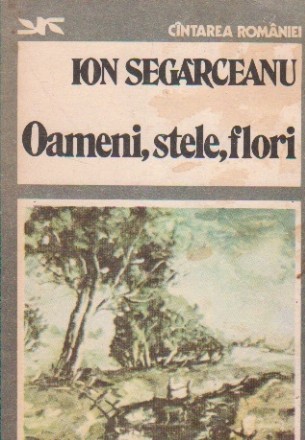 CÎNTAREA ROMÂNIEI
ION SEGĂRCEANU
Oameni, stele, flori